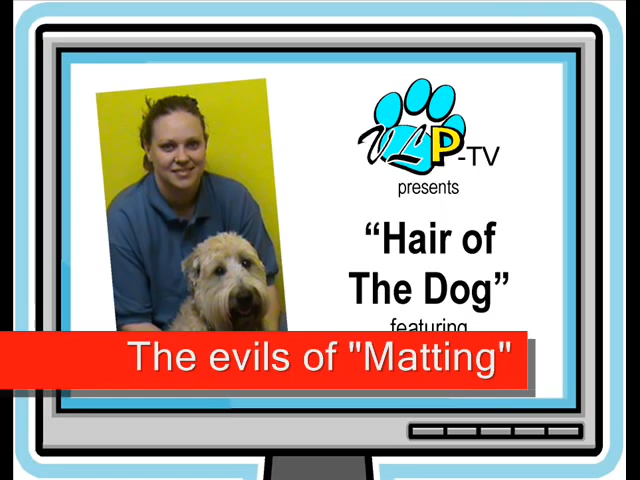 VLP-TV
presents
“Hair of
The Dog”
featuring
The evils of "Matting"